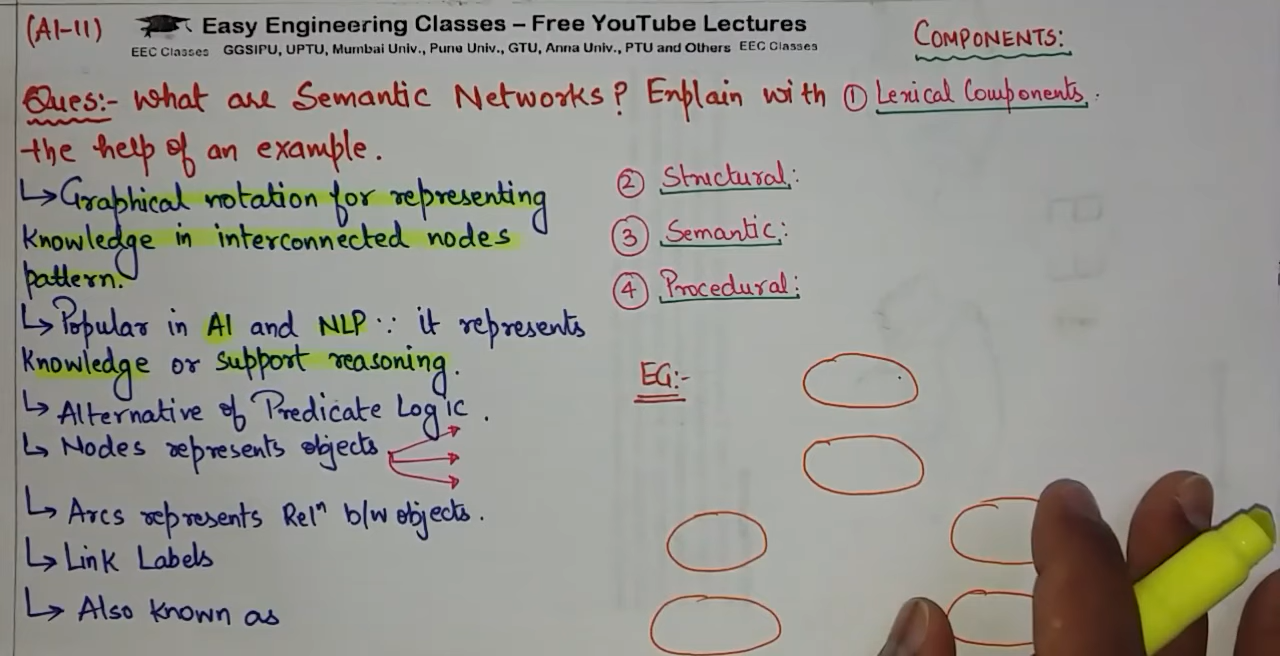 (AI-11)
Easy Engineering Classes – Free YouTube Lectures
EEC Classes GGSIPU, UPTU, Mumbai Univ., Pune Univ., GTU, Anna Univ., PTU and Others EEC Classes
Ques:- What are Semantic Networks? Explain with
the help of an example.
↳ Graphical notation for representing
Knowledge in interconnected nodes
pattern.
↳ Popular in AI and NLP ∵ it represents
Knowledge or support reasoning.
↳ Alternative of Predicate Logic.
↳ Nodes represents objects
↳ Arcs represents Relⁿ b/w objects.
↳ Link Labels
↳ Also known as
COMPONENTS:
① Lexical Components.
② Structural:
③ Semantic:
④ Procedural:
EG:-